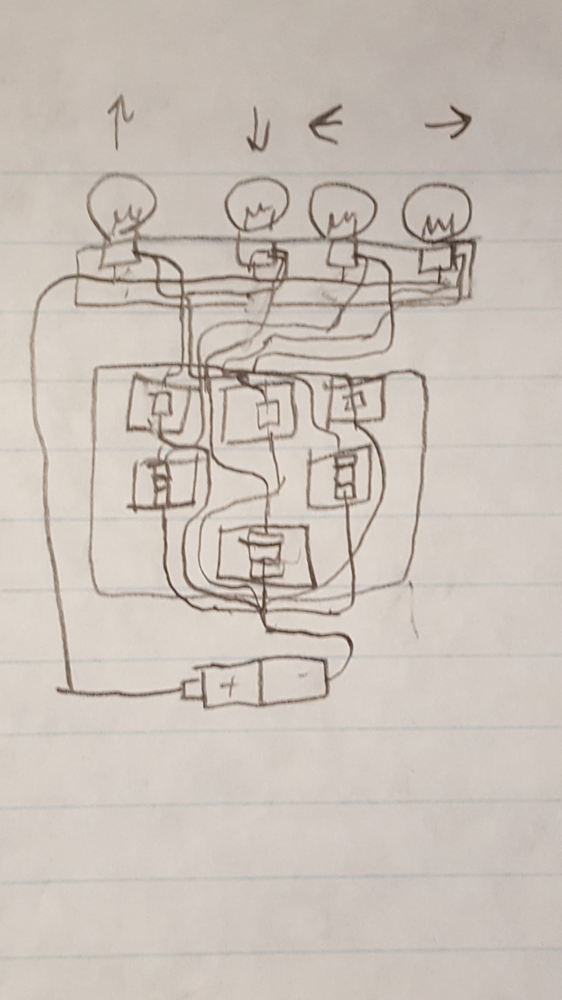 ↑ ↓ ← →
+ -